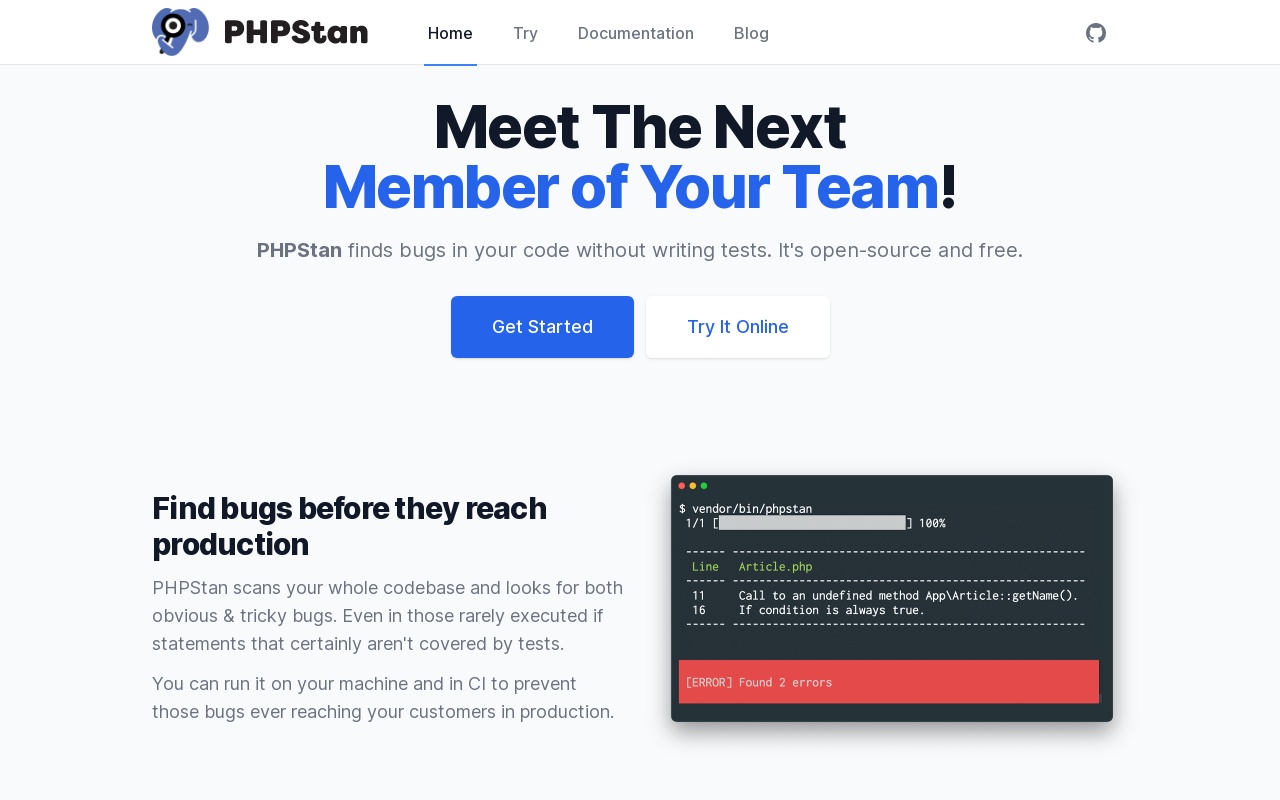 PHPStan
Home
Try
Documentation
Blog
Meet The Next
Member of Your Team!
PHPStan finds bugs in your code without writing tests. It's open-source and free.
Get Started
Try It Online
Find bugs before they reach
production
PHPStan scans your whole codebase and looks for both
obvious & tricky bugs. Even in those rarely executed if
statements that certainly aren't covered by tests.
You can run it on your machine and in CI to prevent
those bugs ever reaching your customers in production.
$ vendor/bin/phpstan
1/1 [ ] 100%
------ -----------------------------------------------------
Line Article.php
------ -----------------------------------------------------
11 Call to an undefined method App\Article::getName().
16 If condition is always true.
------ -----------------------------------------------------
[ERROR] Found 2 errors